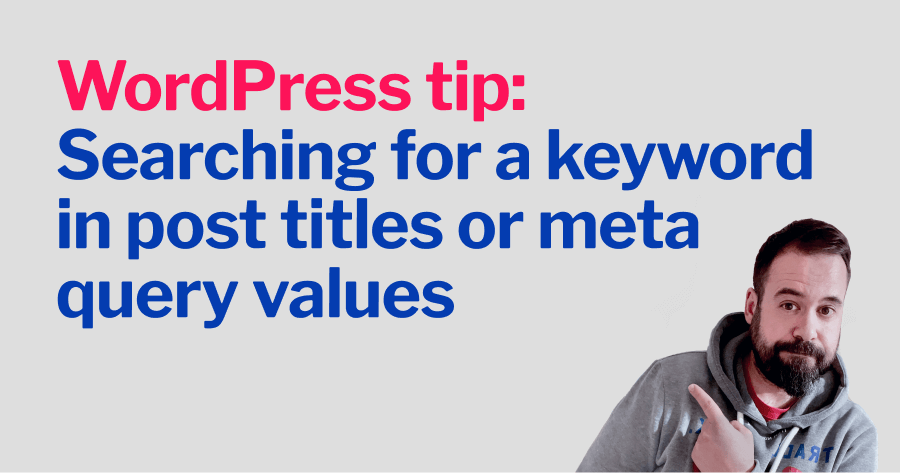 WordPress tip:
Searching for a keyword
in post titles or meta
query values